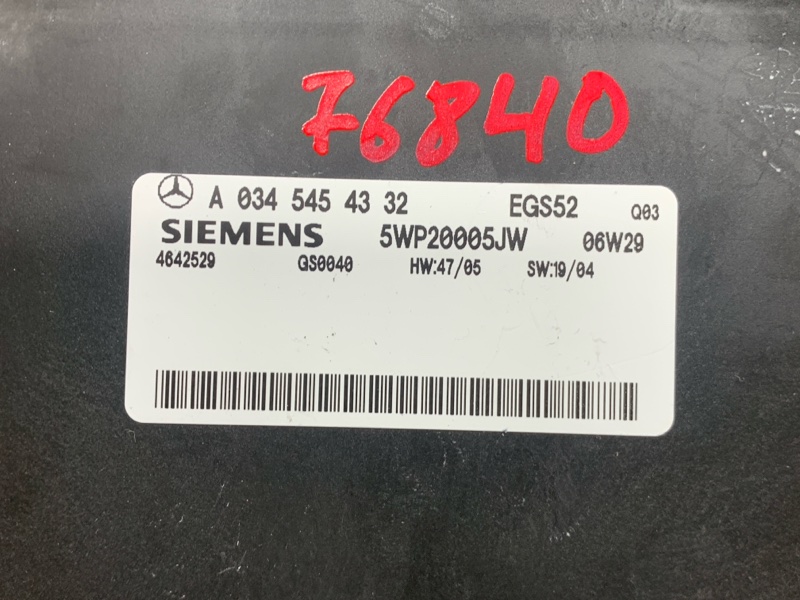 76840
A 034 545 43 32 EGS52 Q03
SIEMENS 5WP20005JW 06W29
4642529 GS0040 HW:47/05 SW:19/04